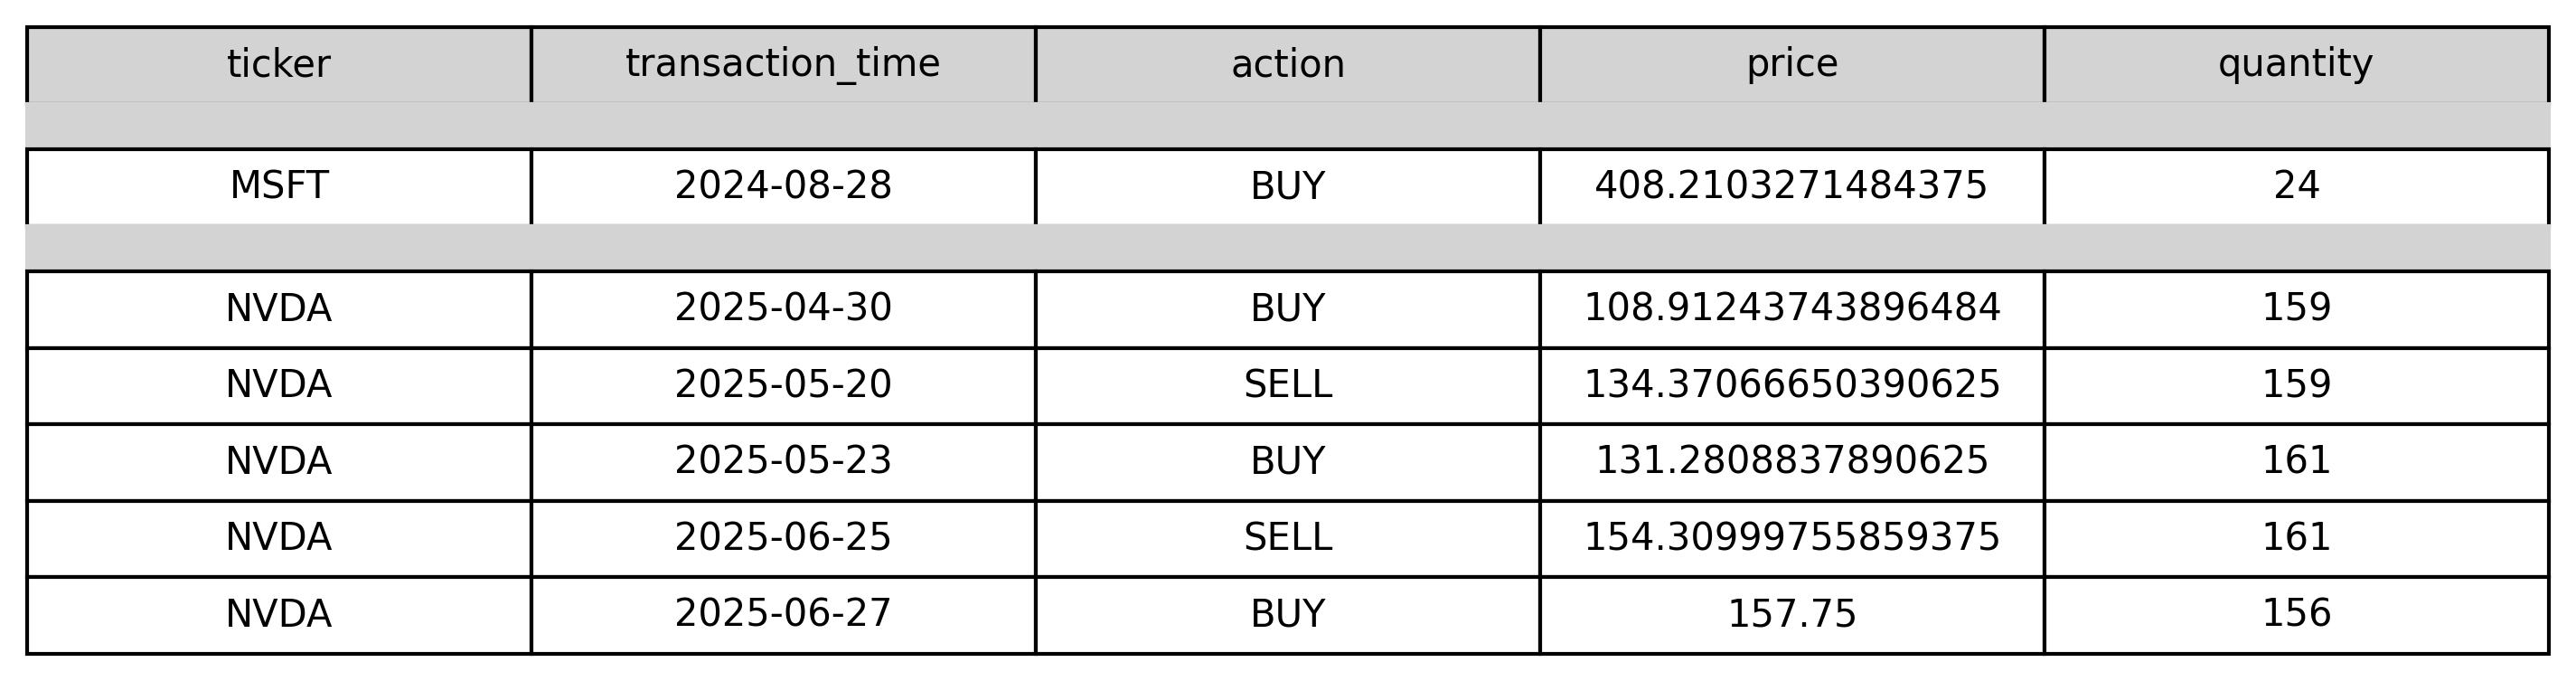 ticker transaction_time action price quantity
MSFT 2024-08-28 BUY 408.2103271484375 24
NVDA 2025-04-30 BUY 108.91243743896484 159
NVDA 2025-05-20 SELL 134.37066650390625 159
NVDA 2025-05-23 BUY 131.2808837890625 161
NVDA 2025-06-25 SELL 154.30999755859375 161
NVDA 2025-06-27 BUY 157.75 156